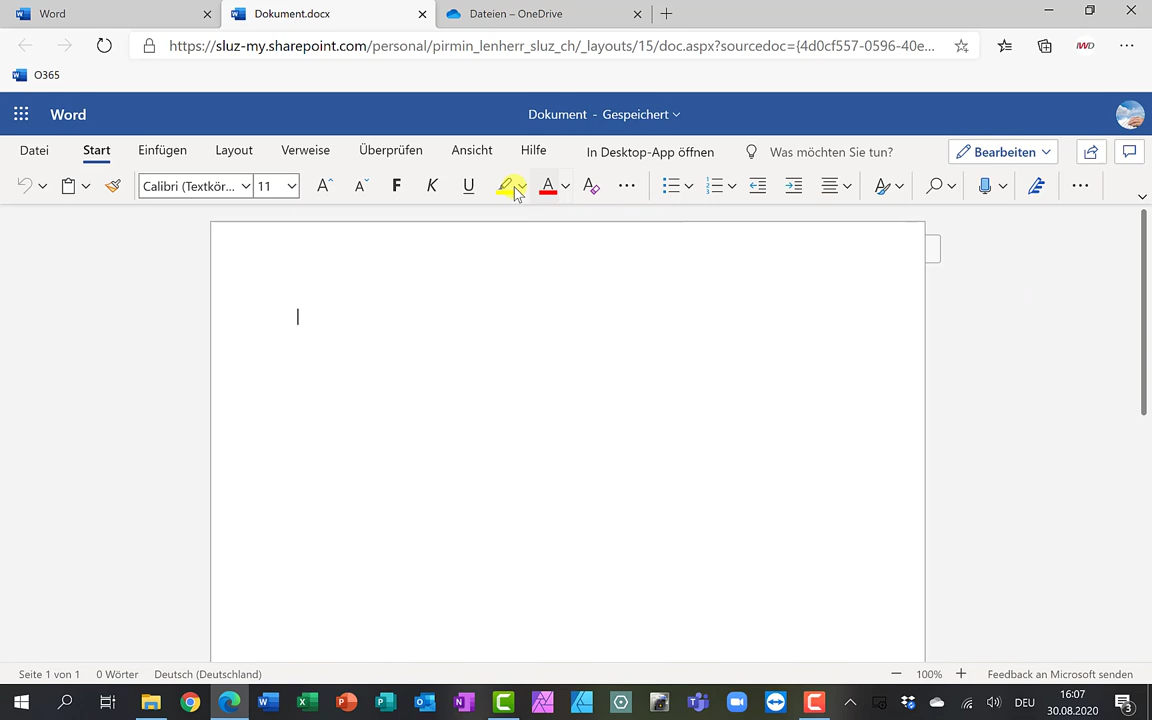 Word
Dokument.docx
Dateien – OneDrive
https://sluz-my.sharepoint.com/personal/pirmin_lenherr_sluz_ch/_layouts/15/doc.aspx?sourcedoc={4d0cf557-0596-40e...
O365
Word
Dokument - Gespeichert
Datei
Start
Einfügen
Layout
Verweise
Überprüfen
Ansicht
Hilfe
In Desktop-App öffnen
Was möchten Sie tun?
Bearbeiten
Calibri (Textkör...
11
F
K
U
Seite 1 von 1
0 Wörter
Deutsch (Deutschland)
100%
Feedback an Microsoft senden
DEU
16:07
30.08.2020
3